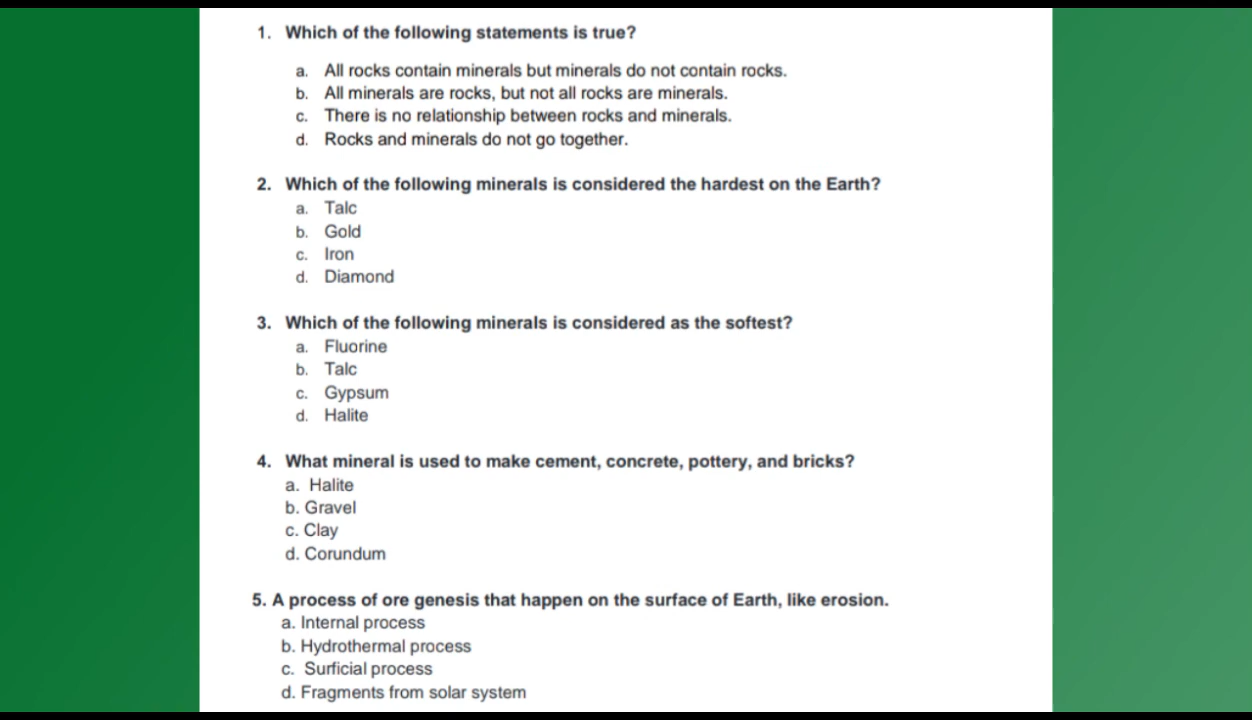 1. Which of the following statements is true?
a. All rocks contain minerals but minerals do not contain rocks.
b. All minerals are rocks, but not all rocks are minerals.
c. There is no relationship between rocks and minerals.
d. Rocks and minerals do not go together.
2. Which of the following minerals is considered the hardest on the Earth?
a. Talc
b. Gold
c. Iron
d. Diamond
3. Which of the following minerals is considered as the softest?
a. Fluorine
b. Talc
c. Gypsum
d. Halite
4. What mineral is used to make cement, concrete, pottery, and bricks?
a. Halite
b. Gravel
c. Clay
d. Corundum
5. A process of ore genesis that happen on the surface of Earth, like erosion.
a. Internal process
b. Hydrothermal process
c. Surficial process
d. Fragments from solar system